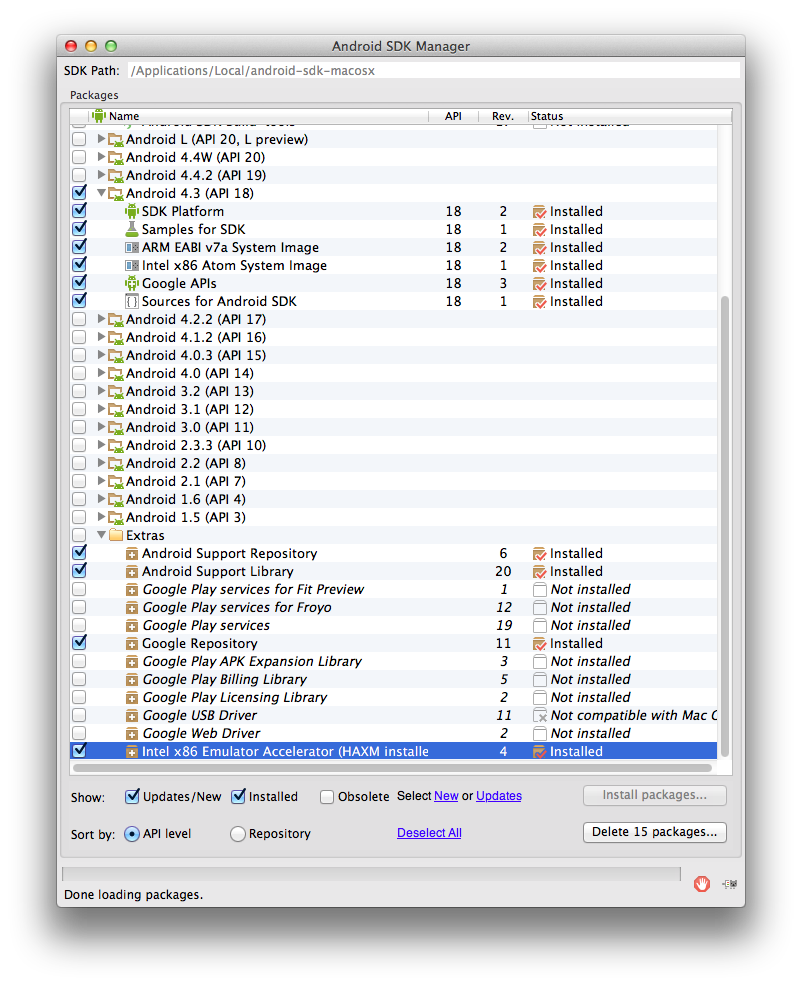 Android SDK Manager
SDK Path: /Applications/Local/android-sdk-macosx
Packages
Name API Rev. Status
Android L (API 20, L preview)
Android 4.4W (API 20)
Android 4.4.2 (API 19)
Android 4.3 (API 18)
SDK Platform 18 2 Installed
Samples for SDK 18 1 Installed
ARM EABI v7a System Image 18 2 Installed
Intel x86 Atom System Image 18 1 Installed
Google APIs 18 3 Installed
{} Sources for Android SDK 18 1 Installed
Android 4.2.2 (API 17)
Android 4.1.2 (API 16)
Android 4.0.3 (API 15)
Android 4.0 (API 14)
Android 3.2 (API 13)
Android 3.1 (API 12)
Android 3.0 (API 11)
Android 2.3.3 (API 10)
Android 2.2 (API 8)
Android 2.1 (API 7)
Android 1.6 (API 4)
Android 1.5 (API 3)
Extras
Android Support Repository 6 Installed
Android Support Library 20 Installed
Google Play services for Fit Preview 1 Not installed
Google Play services for Froyo 12 Not installed
Google Play services 19 Not installed
Google Repository 11 Installed
Google Play APK Expansion Library 3 Not installed
Google Play Billing Library 5 Not installed
Google Play Licensing Library 2 Not installed
Google USB Driver 11 Not compatible with Mac O
Google Web Driver 2 Not installed
Intel x86 Emulator Accelerator (HAXM installe 4 Installed
Show: Updates/New Installed Obsolete Select New or Updates Install packages...
Sort by: API level Repository Deselect All Delete 15 packages...
Done loading packages.